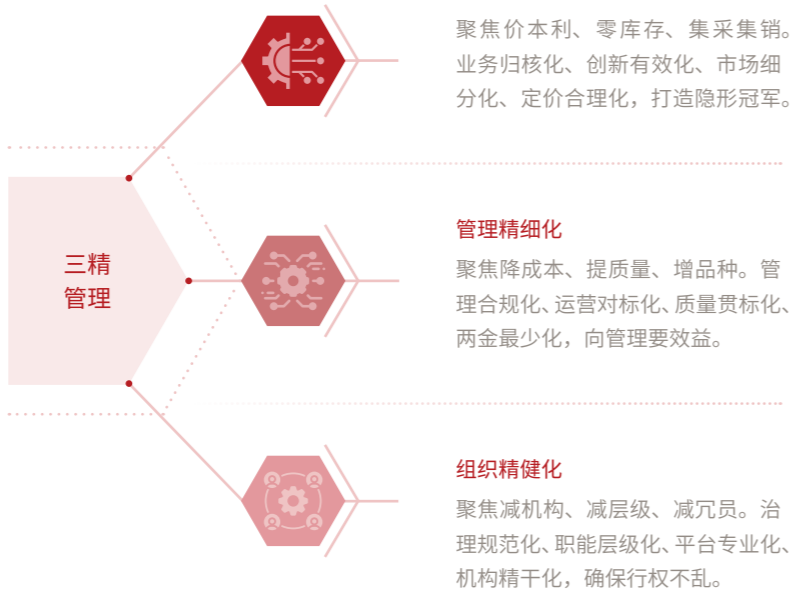 聚焦价本利、零库存、集采集销。
业务归核化、创新有效化、市场细
分化、定价合理化，打造隐形冠军。
三精
管理
管理精细化
聚焦降成本、提质量、增品种。管
理合规化、运营对标化、质量贯标化、
两金最少化，向管理要效益。
组织精健化
聚焦减机构、减层级、减冗员。治
理规范化、职能层级化、平台专业化、
机构精干化，确保行权不乱。